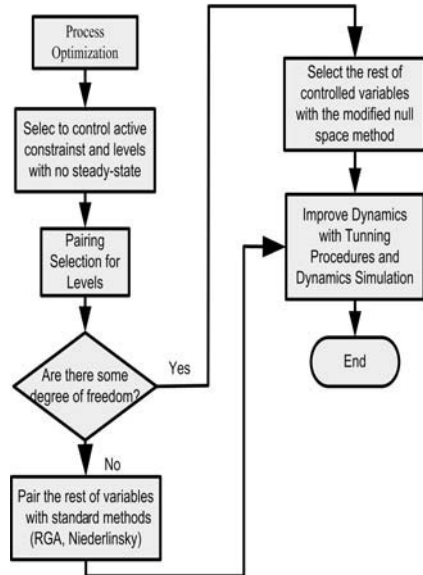 Process
Optimization
Selec to control active
constrainst and levels
with no steady-state
Pairing
Selection for
Levels
Are there some
degree of freedom?
Yes
No
Pair the rest of variables
with standard methods
(RGA, Niederlinsky)
Select the rest of
controlled variables
with the modified null
space method
Improve Dynamics
with Tunning
Procedures and
Dynamics Simulation
End